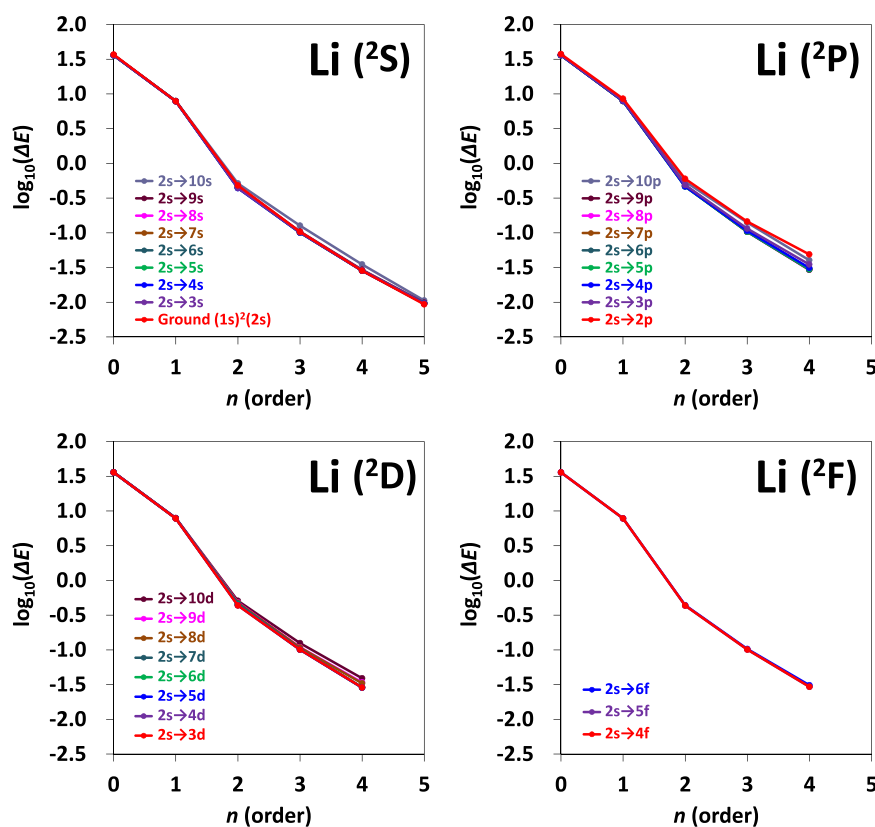 Li (²S)
2.0
1.5
1.0
0.5
0.0
-0.5
-1.0
-1.5
-2.0
-2.5
log₁₀(ΔE)
2s→10s
2s→9s
2s→8s
2s→7s
2s→6s
2s→5s
2s→4s
2s→3s
Ground (1s)²(2s)
0 1 2 3 4 5
n (order)
Li (²P)
2.0
1.5
1.0
0.5
0.0
-0.5
-1.0
-1.5
-2.0
-2.5
log₁₀(ΔE)
2s→10p
2s→9p
2s→8p
2s→7p
2s→6p
2s→5p
2s→4p
2s→3p
2s→2p
0 1 2 3 4 5
n (order)
Li (²D)
2.0
1.5
1.0
0.5
0.0
-0.5
-1.0
-1.5
-2.0
-2.5
log₁₀(ΔE)
2s→10d
2s→9d
2s→8d
2s→7d
2s→6d
2s→5d
2s→4d
2s→3d
0 1 2 3 4 5
n (order)
Li (²F)
2.0
1.5
1.0
0.5
0.0
-0.5
-1.0
-1.5
-2.0
-2.5
log₁₀(ΔE)
2s→6f
2s→5f
2s→4f
0 1 2 3 4 5
n (order)